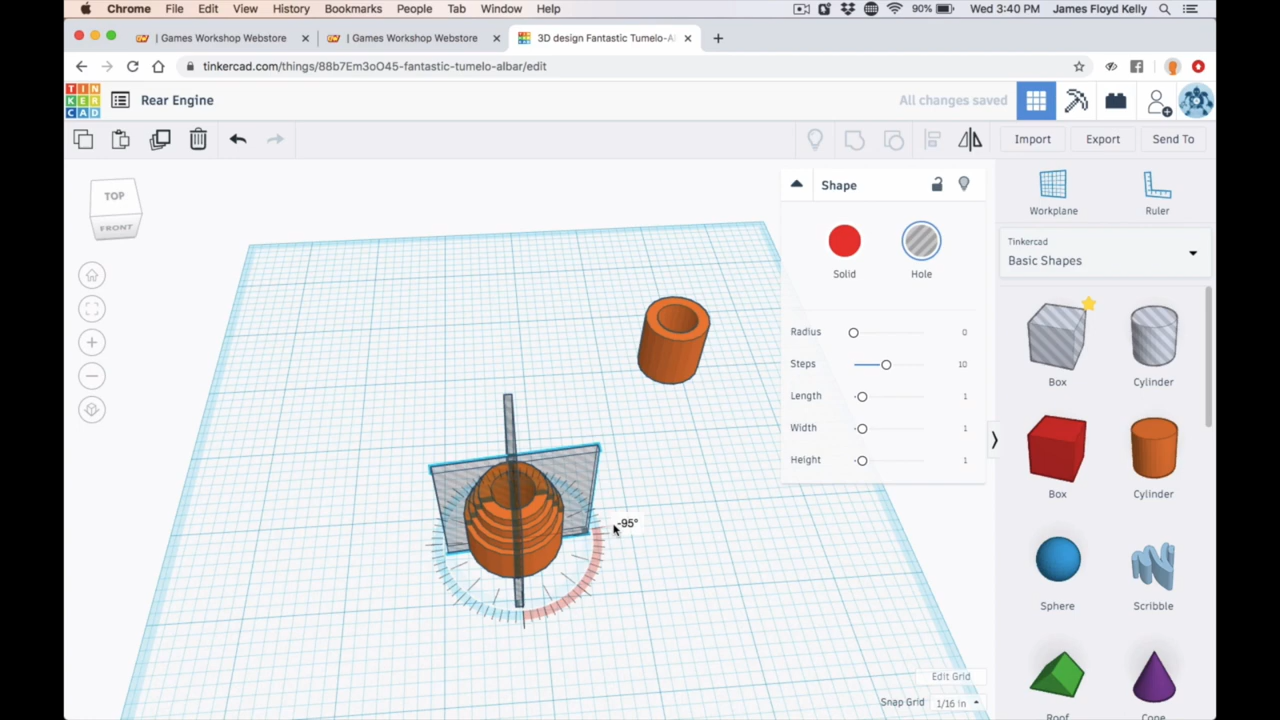 Chrome File Edit View History Bookmarks People Tab Window Help 90% Wed 3:40 PM James Floyd Kelly
| Games Workshop Webstore | Games Workshop Webstore 3D design Fantastic Tumelo-Al
tinkercad.com/things/88b7Em3oO45-fantastic-tumelo-albar/edit
TIN
KER
CAD
Rear Engine All changes saved
Import Export Send To
TOP
FRONT
Shape
Solid Hole
Radius 0
Steps 10
Length 1
Width 1
Height 1
-95°
Workplane Ruler
Tinkercad
Basic Shapes
Box Cylinder
Box Cylinder
Sphere Scribble
Roof Cone
Edit Grid
Snap Grid 1/16 in